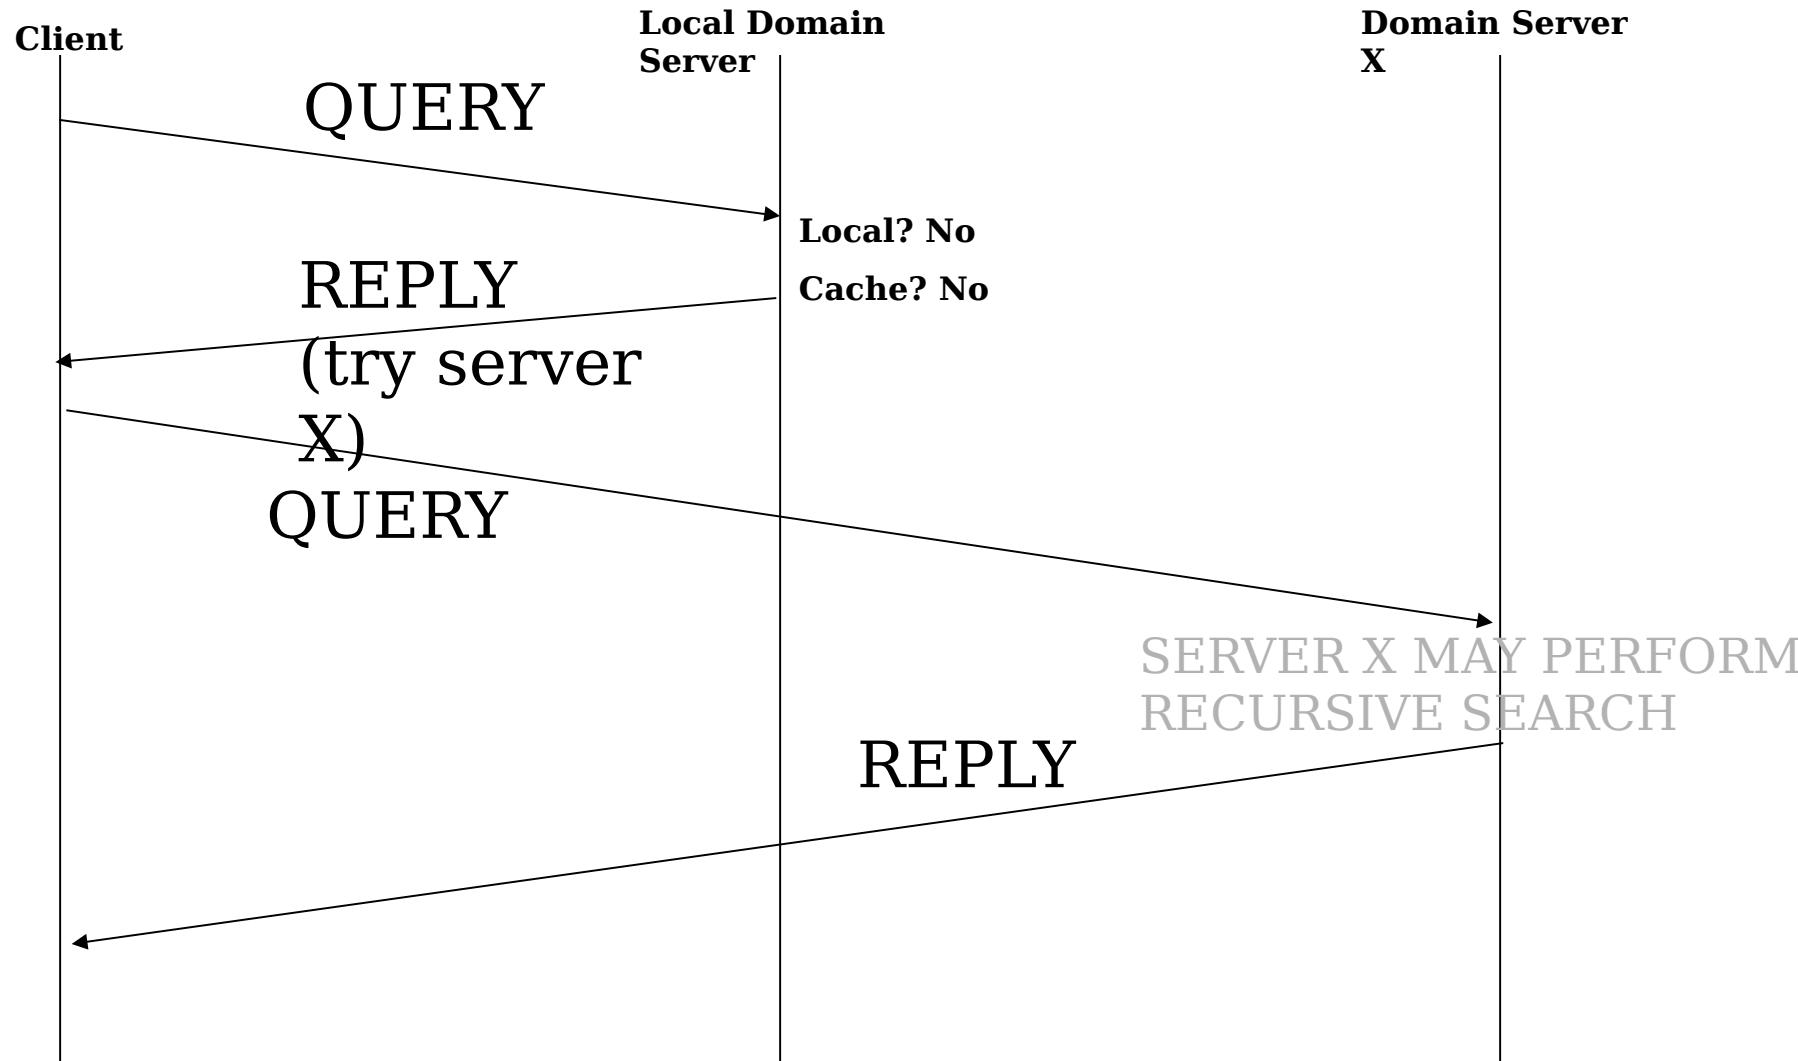 Client
Local Domain
Server
Domain Server
X
QUERY
Local? No
Cache? No
REPLY
(try server
X)
QUERY
SERVER X MAY PERFORM
RECURSIVE SEARCH
REPLY